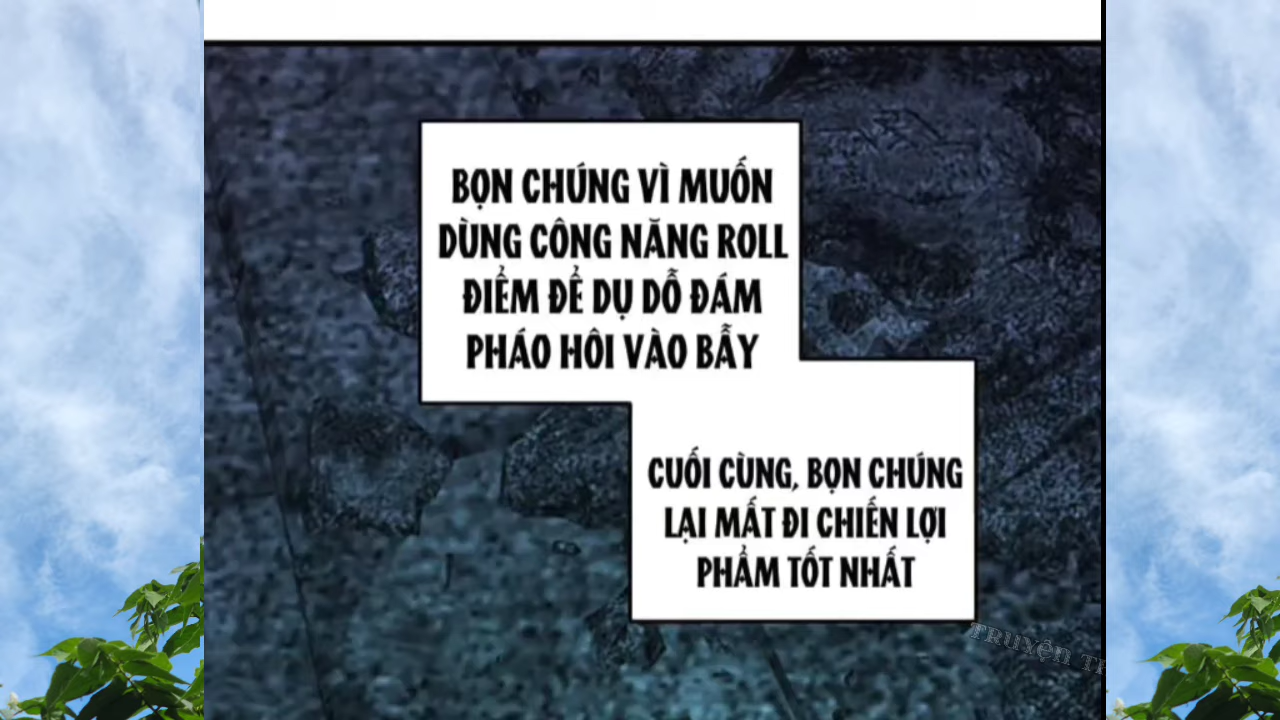 BỌN CHÚNG VÌ MUỐN
DÙNG CÔNG NĂNG ROLL
ĐIỂM ĐỂ DỤ DỖ ĐÁM
PHÁO HÔI VÀO BẪY
CUỐI CÙNG, BỌN CHÚNG
LẠI MẤT ĐI CHIẾN LỢI
PHẨM TỐT NHẤT
TRUYỆN